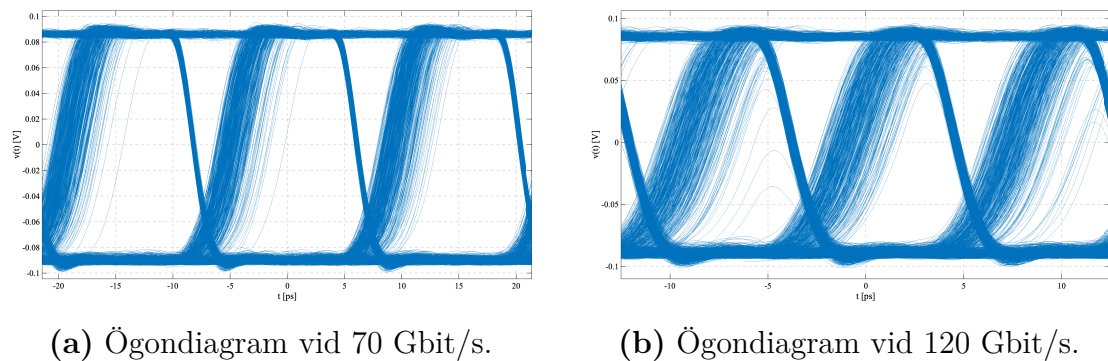 0.1
0.08
0.06
0.04
0.02
0
-0.02
-0.04
-0.06
-0.08
-0.1
v(t) [V]
-20 -15 -10 -5 0 5 10 15 20
t [ps]
0.1
0.05
0
-0.05
-0.1
v(t) [V]
-10 -5 0 5 10
t [ps]
(a) Ögondiagram vid 70 Gbit/s.
(b) Ögondiagram vid 120 Gbit/s.